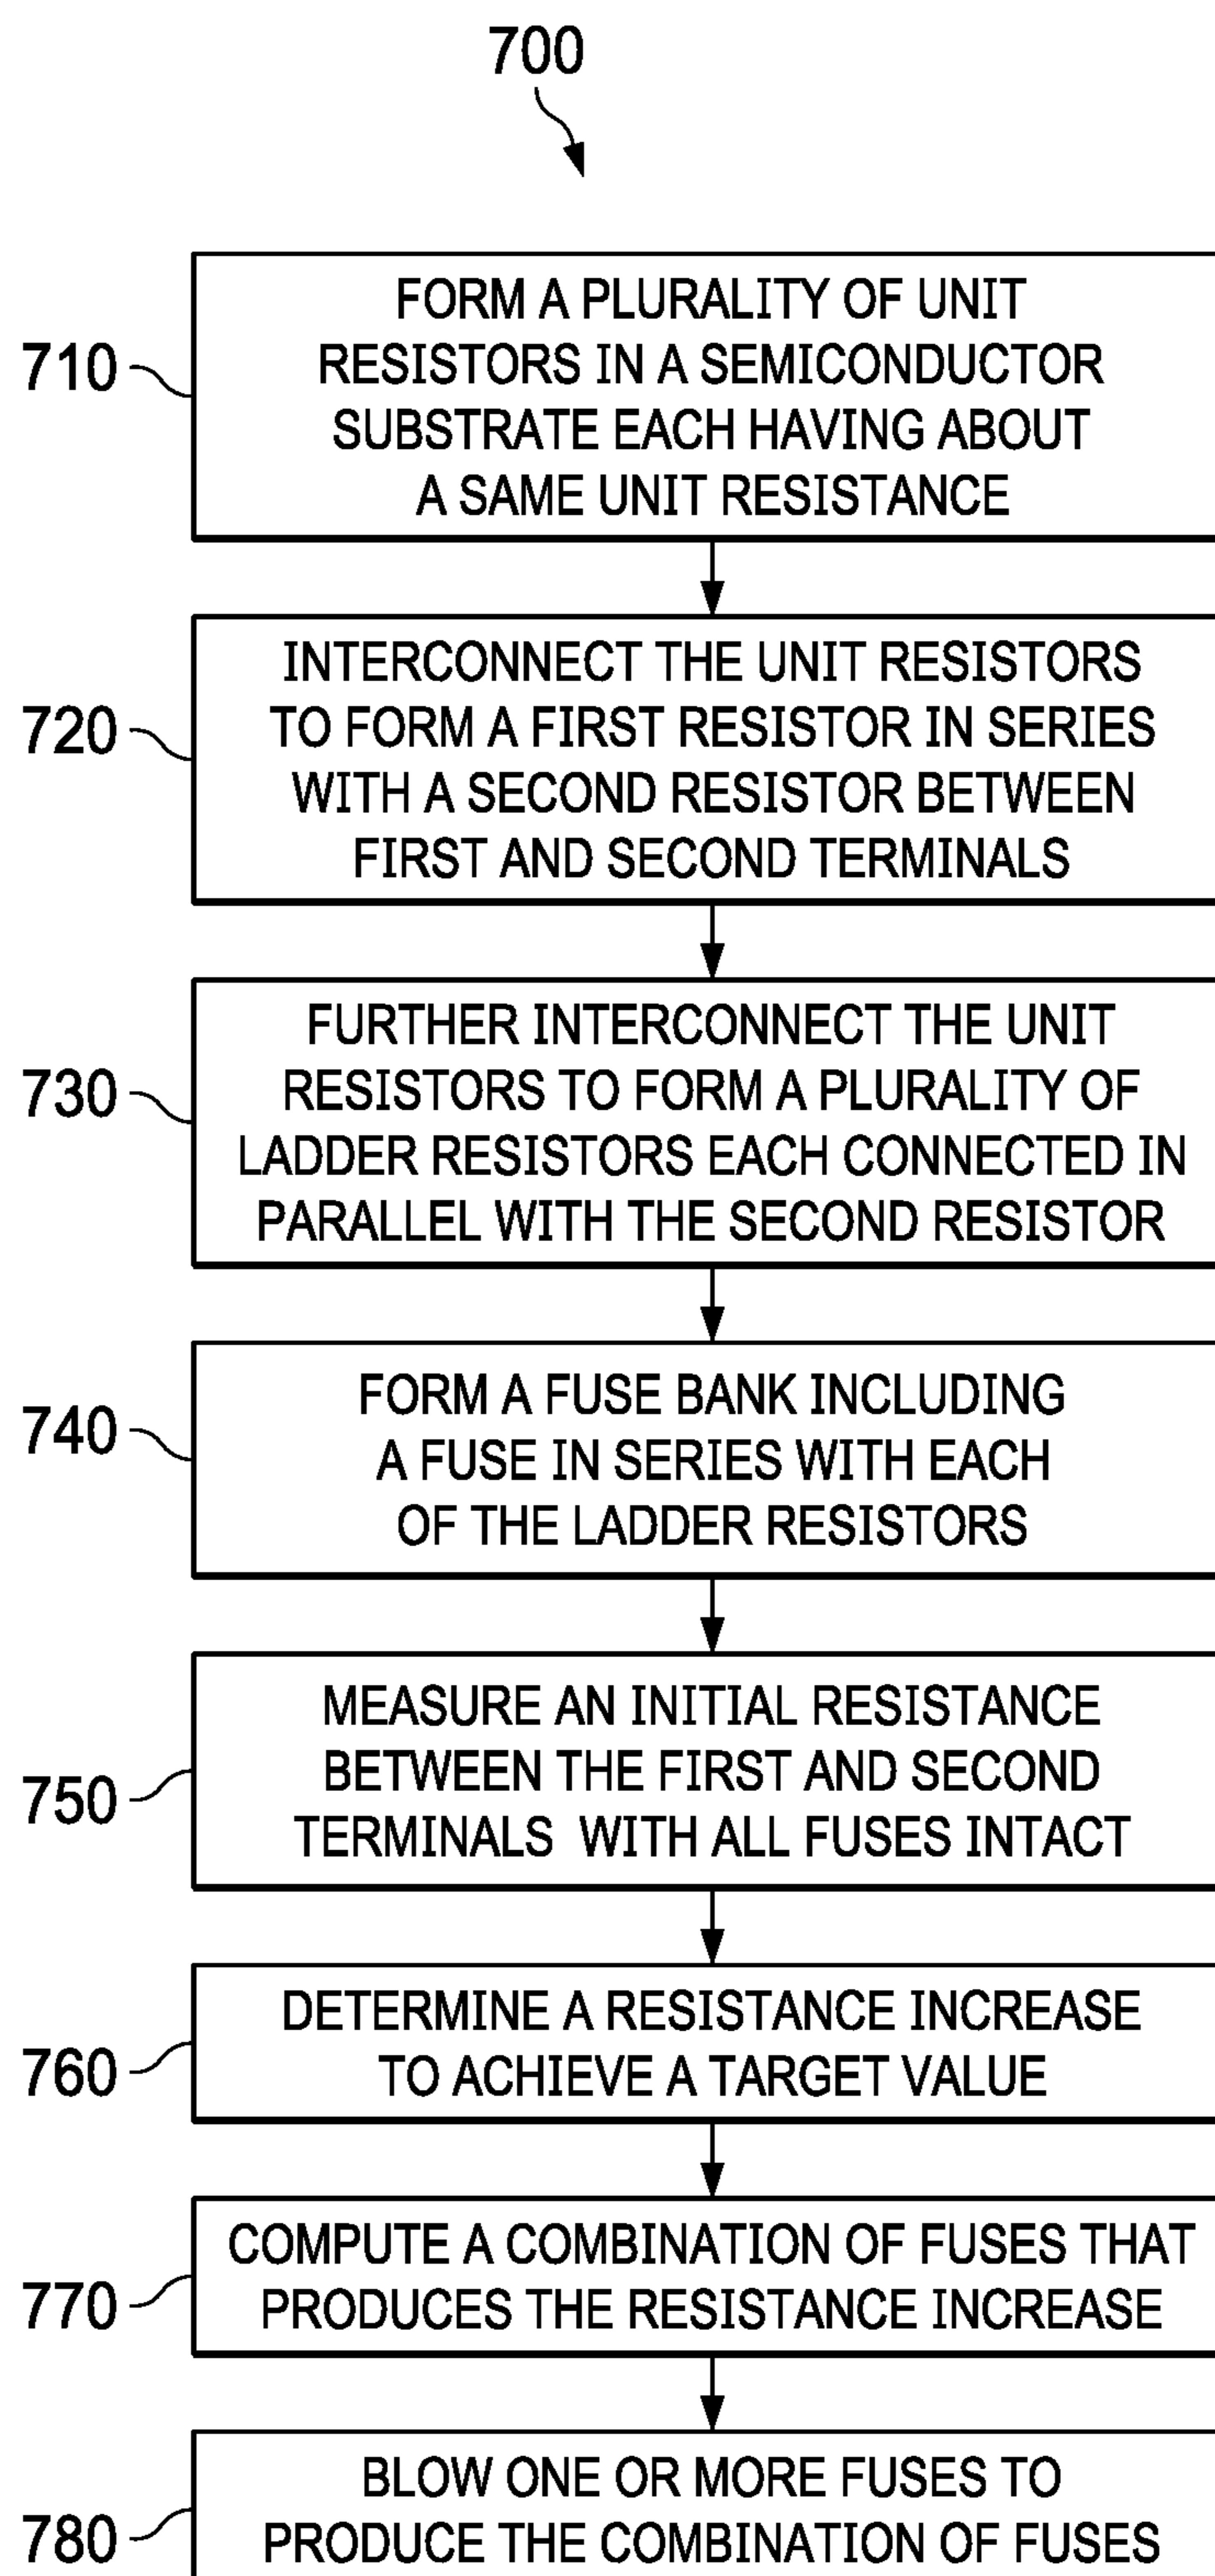 700
710
FORM A PLURALITY OF UNIT
RESISTORS IN A SEMICONDUCTOR
SUBSTRATE EACH HAVING ABOUT
A SAME UNIT RESISTANCE
720
INTERCONNECT THE UNIT RESISTORS
TO FORM A FIRST RESISTOR IN SERIES
WITH A SECOND RESISTOR BETWEEN
FIRST AND SECOND TERMINALS
730
FURTHER INTERCONNECT THE UNIT
RESISTORS TO FORM A PLURALITY OF
LADDER RESISTORS EACH CONNECTED IN
PARALLEL WITH THE SECOND RESISTOR
740
FORM A FUSE BANK INCLUDING
A FUSE IN SERIES WITH EACH
OF THE LADDER RESISTORS
750
MEASURE AN INITIAL RESISTANCE
BETWEEN THE FIRST AND SECOND
TERMINALS WITH ALL FUSES INTACT
760
DETERMINE A RESISTANCE INCREASE
TO ACHIEVE A TARGET VALUE
770
COMPUTE A COMBINATION OF FUSES THAT
PRODUCES THE RESISTANCE INCREASE
780
BLOW ONE OR MORE FUSES TO
PRODUCE THE COMBINATION OF FUSES